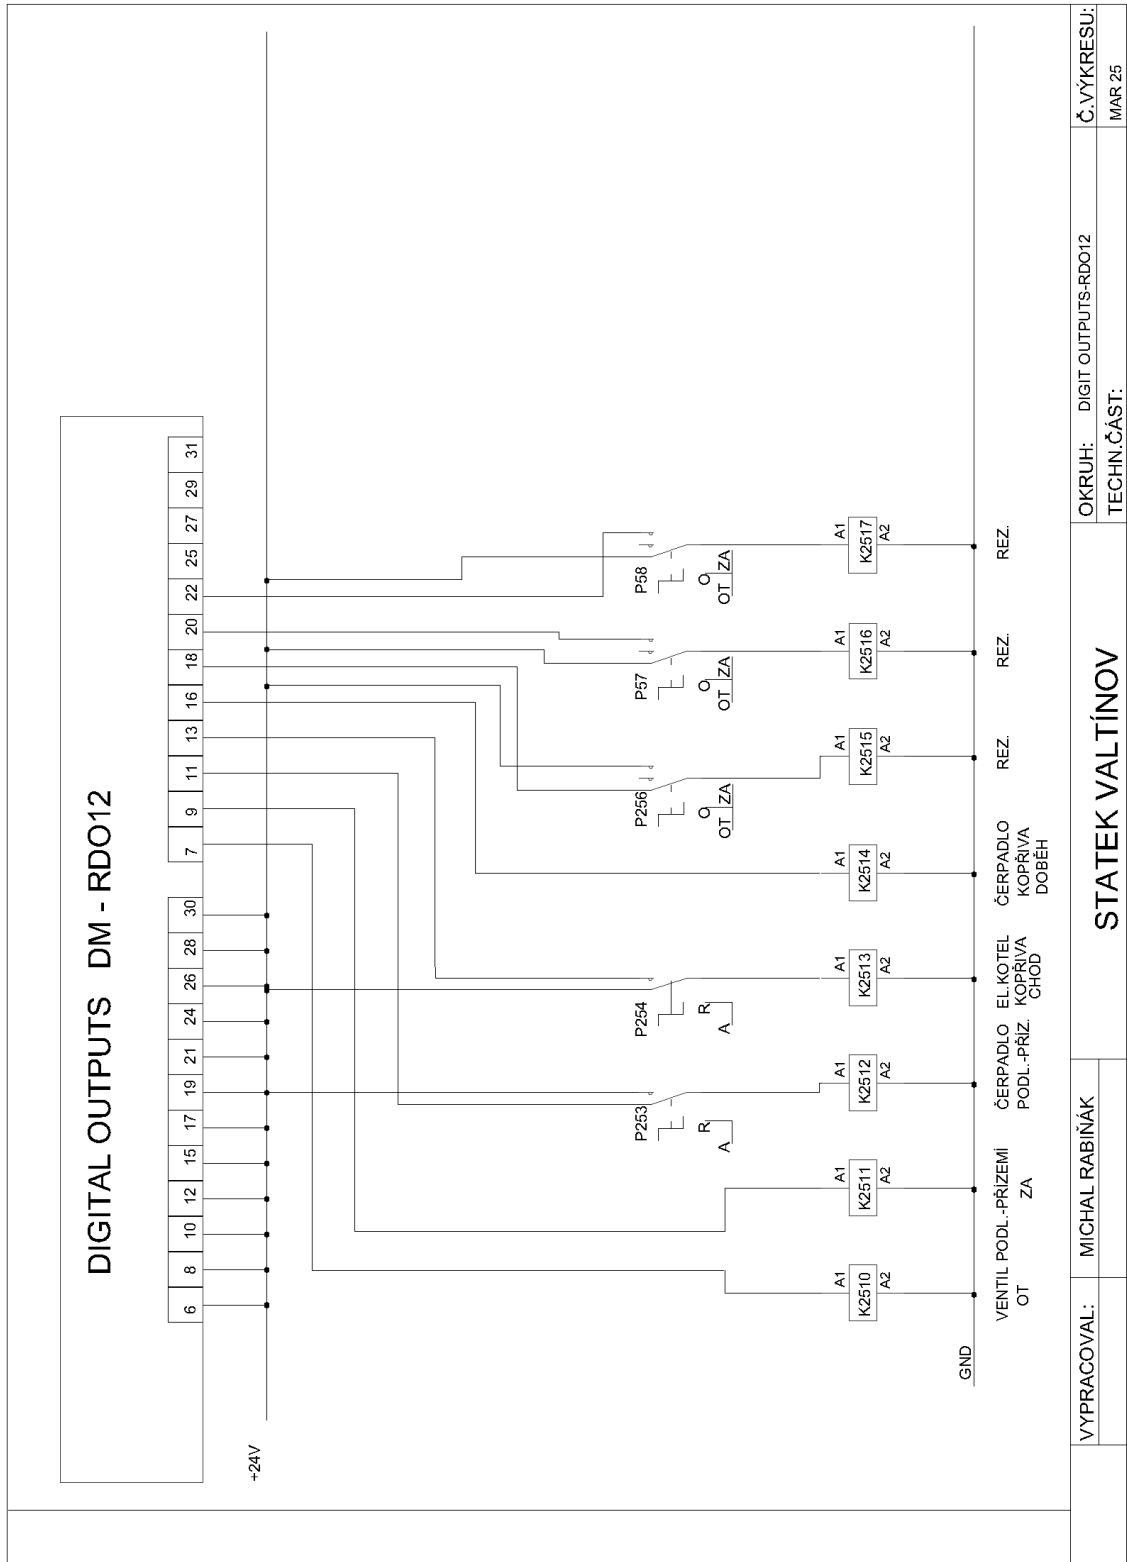 DIGITAL OUTPUTS DM - RDO12
6 8 10 12 15 17 19 21 24 26 28 30 7 9 11 13 16 18 20 22 25 27 29 31
+24V
P253 P254 P256 P57 P58
A R
A R
OT O ZA
OT O ZA
OT O ZA
A1 A1 A1 A1 A1 A1 A1 A1
K2510 K2511 K2512 K2513 K2514 K2515 K2516 K2517
A2 A2 A2 A2 A2 A2 A2 A2
GND
VENTIL PODL.-PŘÍZEMÍ
OT ZA
ČERPADLO
PODL.-PŘÍZ.
EL.KOTEL
KOPŘIVA
CHOD
ČERPADLO
KOPŘIVA
DOBĚH
REZ.
REZ.
REZ.
VYPRACOVAL:
MICHAL RABIŇÁK
STATEK VALTÍNOV
OKRUH: DIGIT OUTPUTS-RDO12
TECHN.ČÁST:
Č.VÝKRESU:
MAR 25